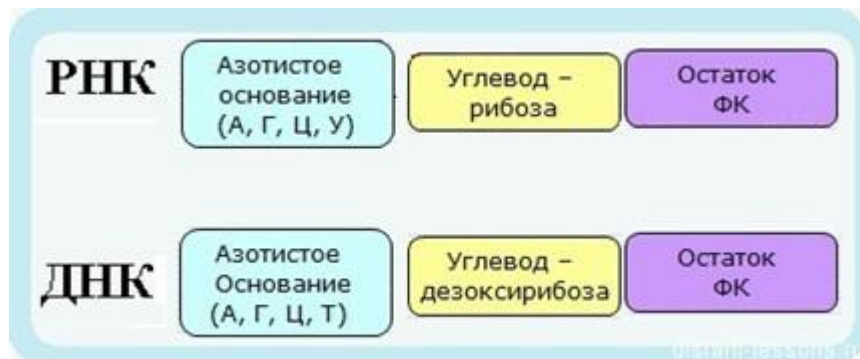 РНК
Азотистое
основание
(А, Г, Ц, У)
Углевод –
рибоза
Остаток
ФК
ДНК
Азотистое
Основание
(А, Г, Ц, Т)
Углевод –
дезоксирибоза
Остаток
ФК